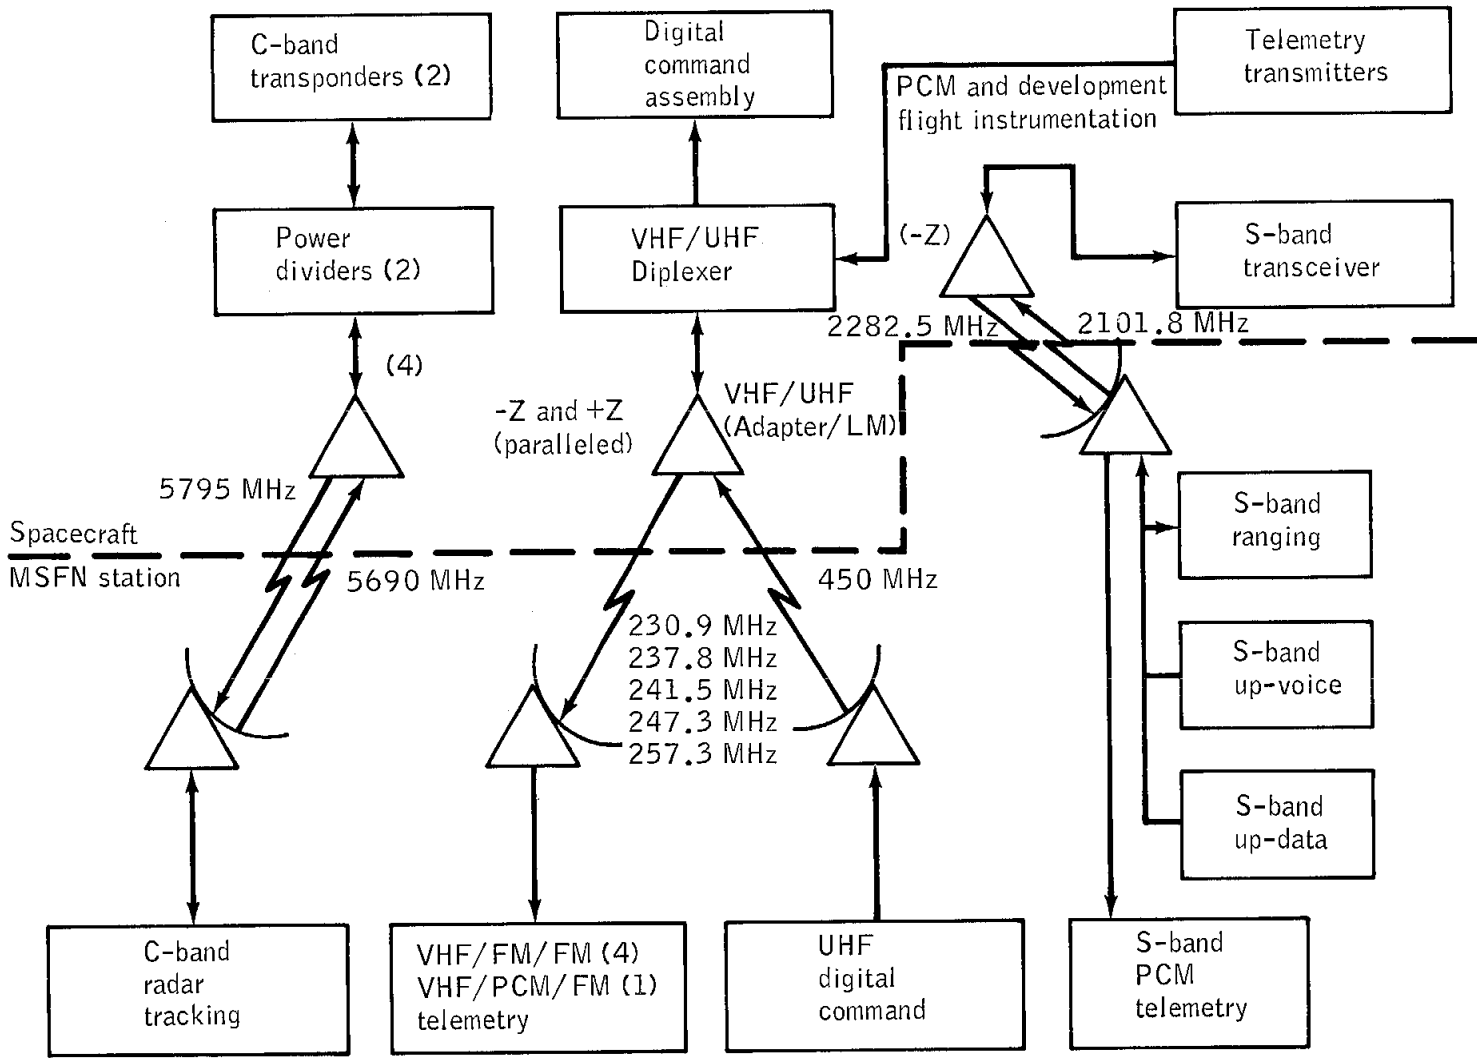 C-band
transponders (2)
Digital
command
assembly
PCM and development
flight instrumentation
Telemetry
transmitters
Power
dividers (2)
VHF/UHF
Diplexer
(-Z)
S-band
transceiver
2282.5 MHz
2101.8 MHz
(4)
-Z and +Z
(paralleled)
VHF/UHF
(Adapter/LM)
5795 MHz
Spacecraft
MSFN station
5690 MHz
450 MHz
230.9 MHz
237.8 MHz
241.5 MHz
247.3 MHz
257.3 MHz
S-band
ranging
S-band
up-voice
S-band
up-data
C-band
radar
tracking
VHF/FM/FM (4)
VHF/PCM/FM (1)
telemetry
UHF
digital
command
S-band
PCM
telemetry